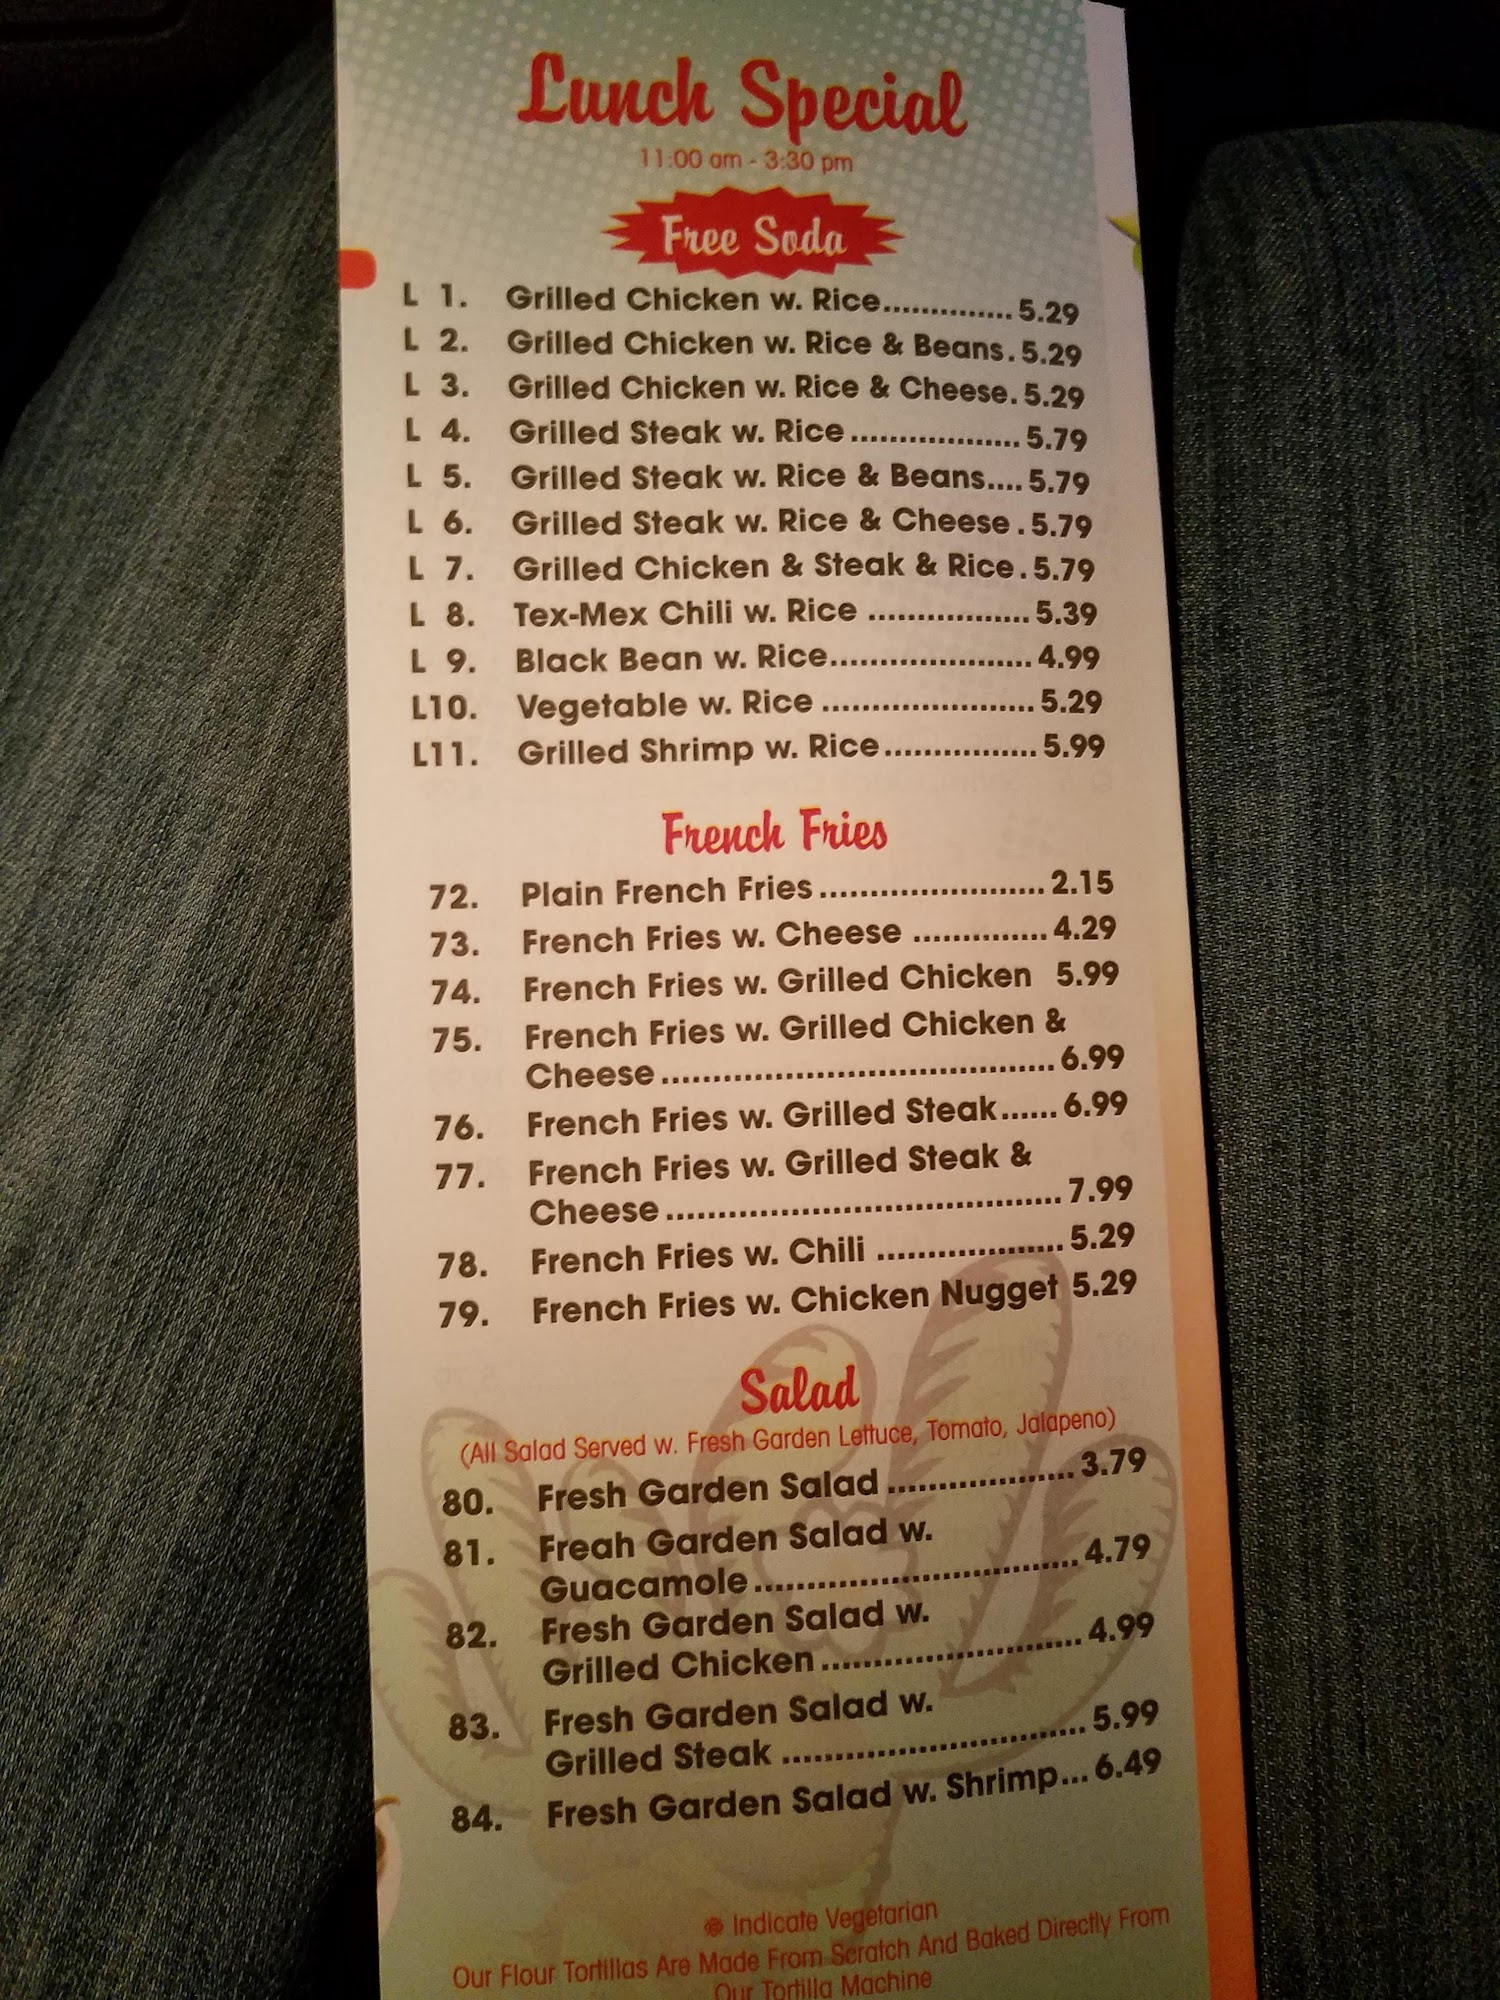 Lunch Special
11:00 am - 3:30 pm
Free Soda
L 1. Grilled Chicken w. Rice.............. 5.29
L 2. Grilled Chicken w. Rice & Beans. 5.29
L 3. Grilled Chicken w. Rice & Cheese. 5.29
L 4. Grilled Steak w. Rice .................. 5.79
L 5. Grilled Steak w. Rice & Beans.... 5.79
L 6. Grilled Steak w. Rice & Cheese . 5.79
L 7. Grilled Chicken & Steak & Rice. 5.79
L 8. Tex-Mex Chili w. Rice ................. 5.39
L 9. Black Bean w. Rice..................... 4.99
L10. Vegetable w. Rice ...................... 5.29
L11. Grilled Shrimp w. Rice................ 5.99
French Fries
72. Plain French Fries ....................... 2.15
73. French Fries w. Cheese .............. 4.29
74. French Fries w. Grilled Chicken 5.99
75. French Fries w. Grilled Chicken &
Cheese ....................................... 6.99
76. French Fries w. Grilled Steak...... 6.99
77. French Fries w. Grilled Steak &
Cheese ....................................... 7.99
78. French Fries w. Chili ................... 5.29
79. French Fries w. Chicken Nugget 5.29
Salad
(All Salad Served w. Fresh Garden Lettuce, Tomato, Jalapeno)
80. Fresh Garden Salad ................... 3.79
81. Freah Garden Salad w.
Guacamole ................................ 4.79
82. Fresh Garden Salad w.
Grilled Chicken .......................... 4.99
83. Fresh Garden Salad w.
Grilled Steak .............................. 5.99
84. Fresh Garden Salad w. Shrimp... 6.49
Indicate Vegetarian
Our Flour Tortillas Are Made From Scratch And Baked Directly From
Our Tortilla Machine